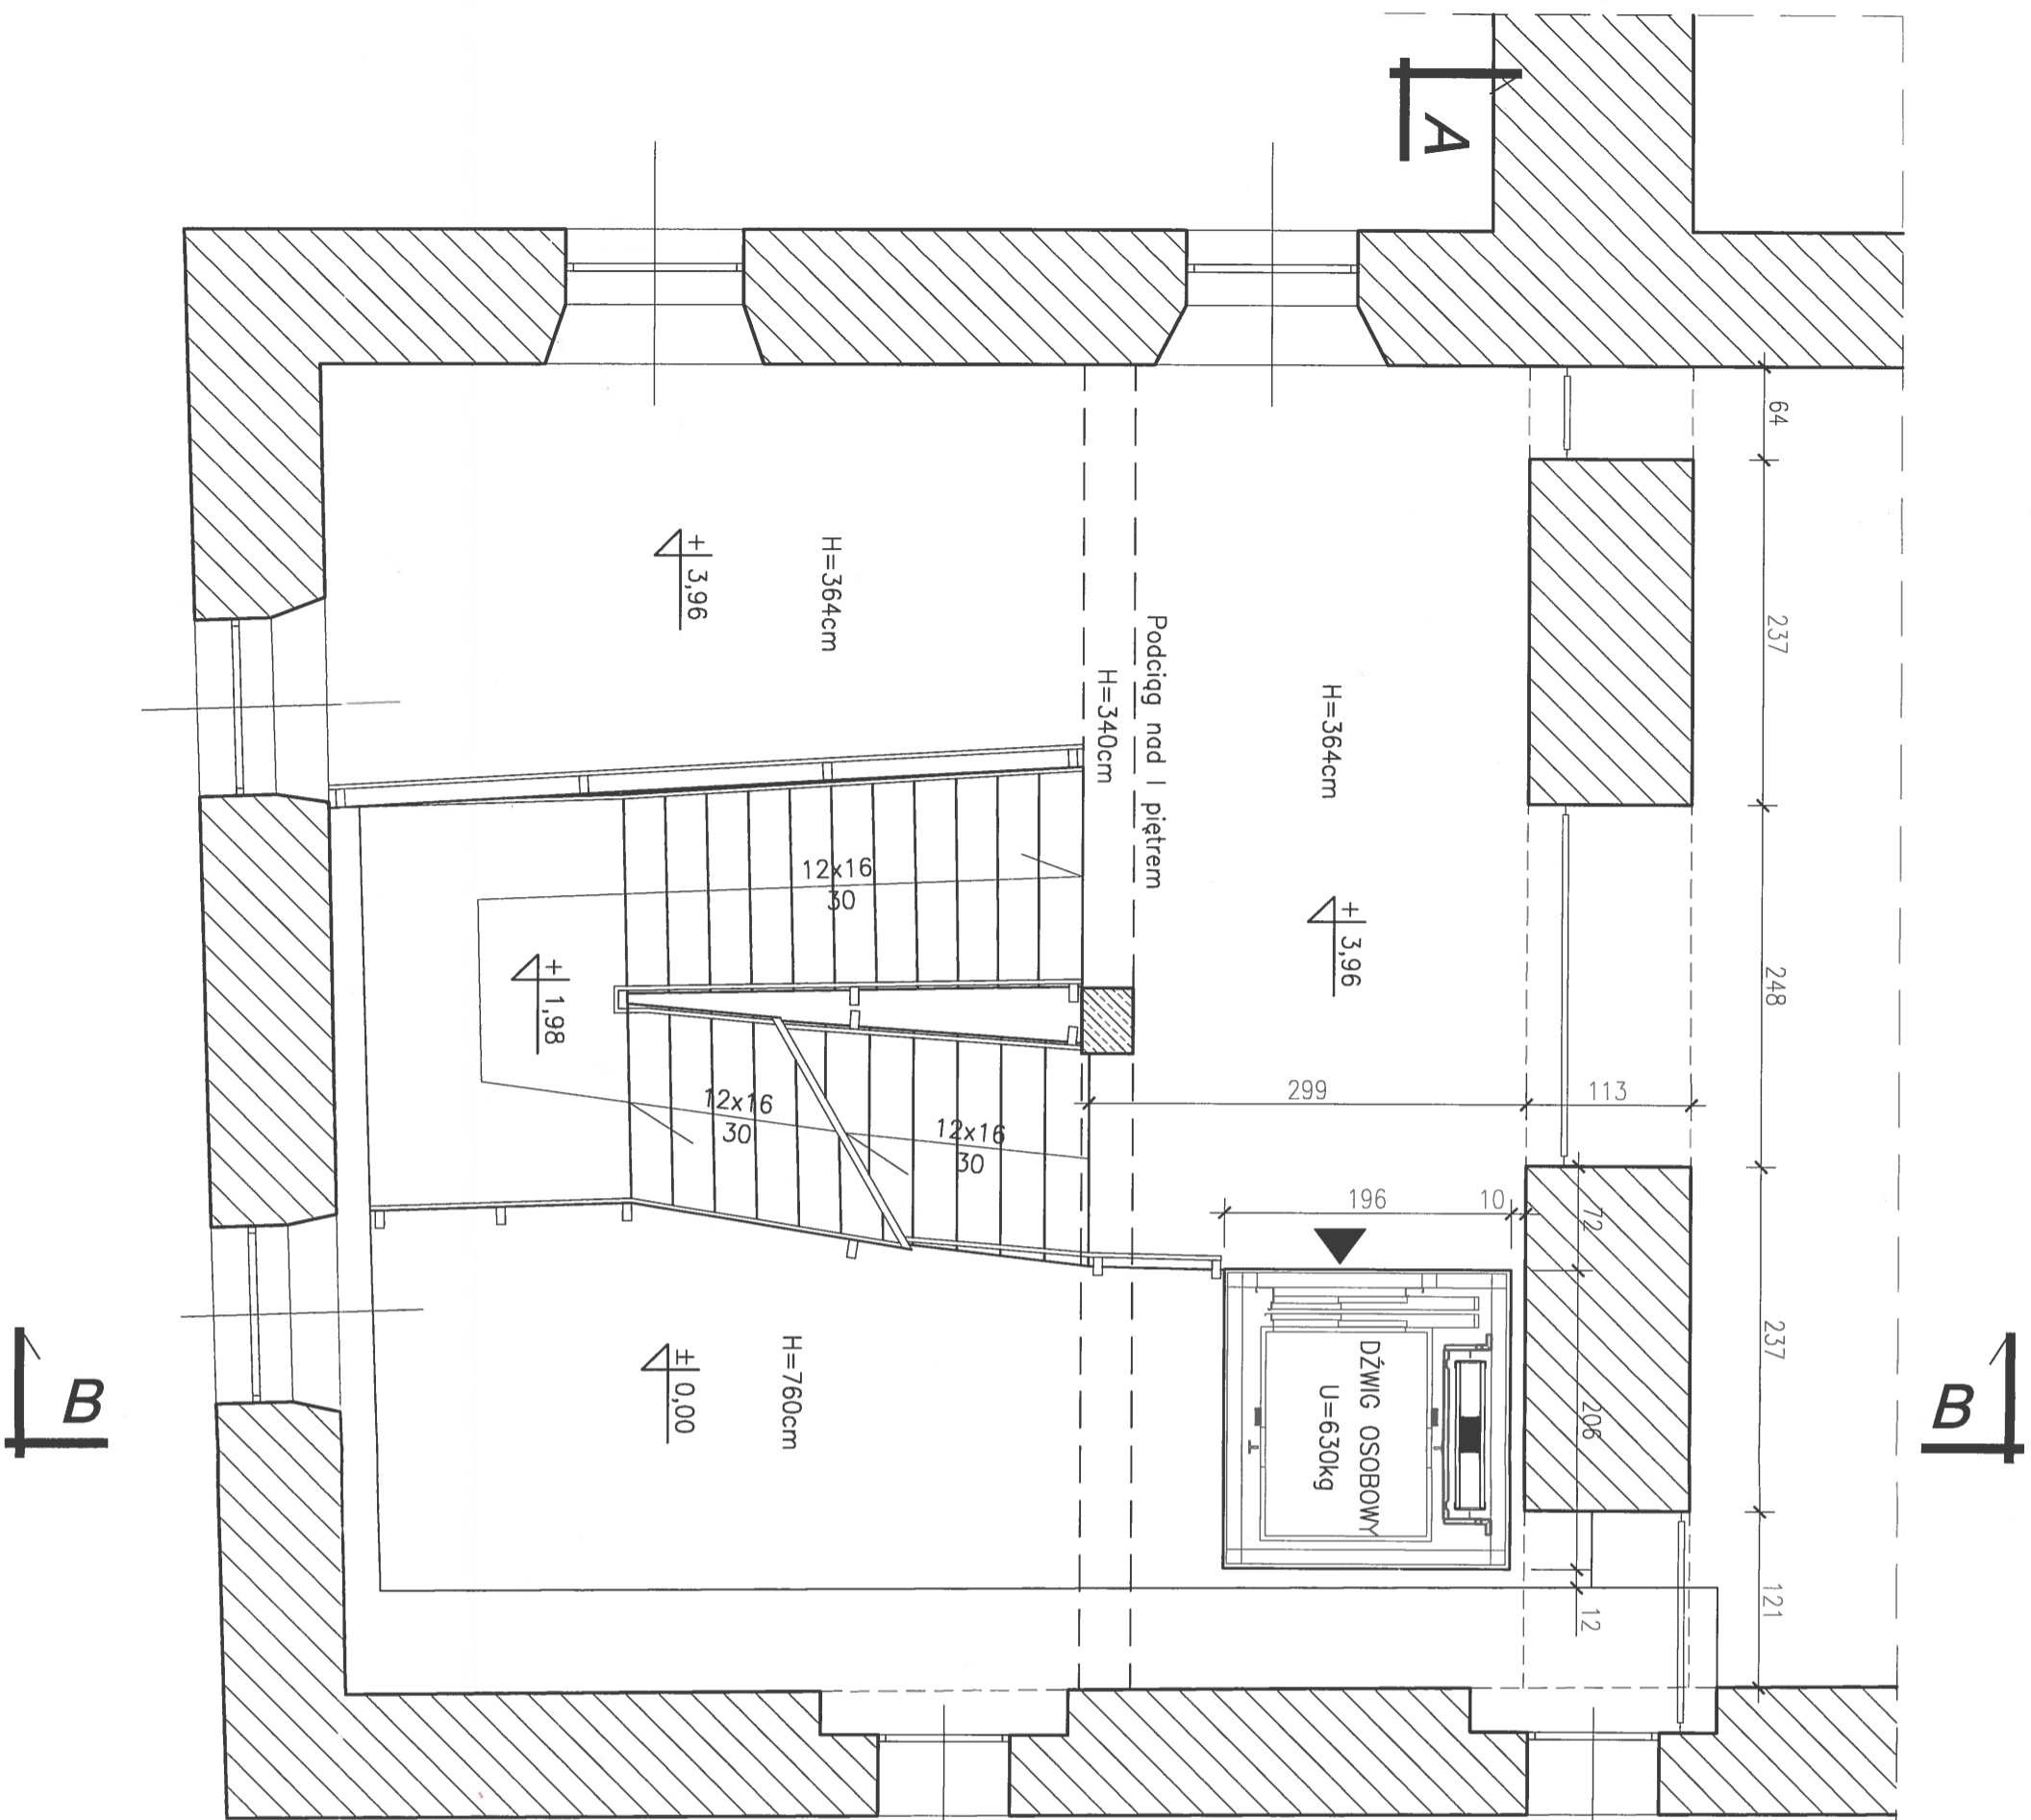 A
64
237
H=364cm
+
3,96
Podciąg nad I piętrem
H=340cm
H=364cm
+
3,96
248
12x16
30
+
1,98
12x16
30
12x16
30
299
113
196
10
72
237
206
DŹWIG OSOBOWY
U=630kg
H=760cm
±
0,00
B
B
121
12